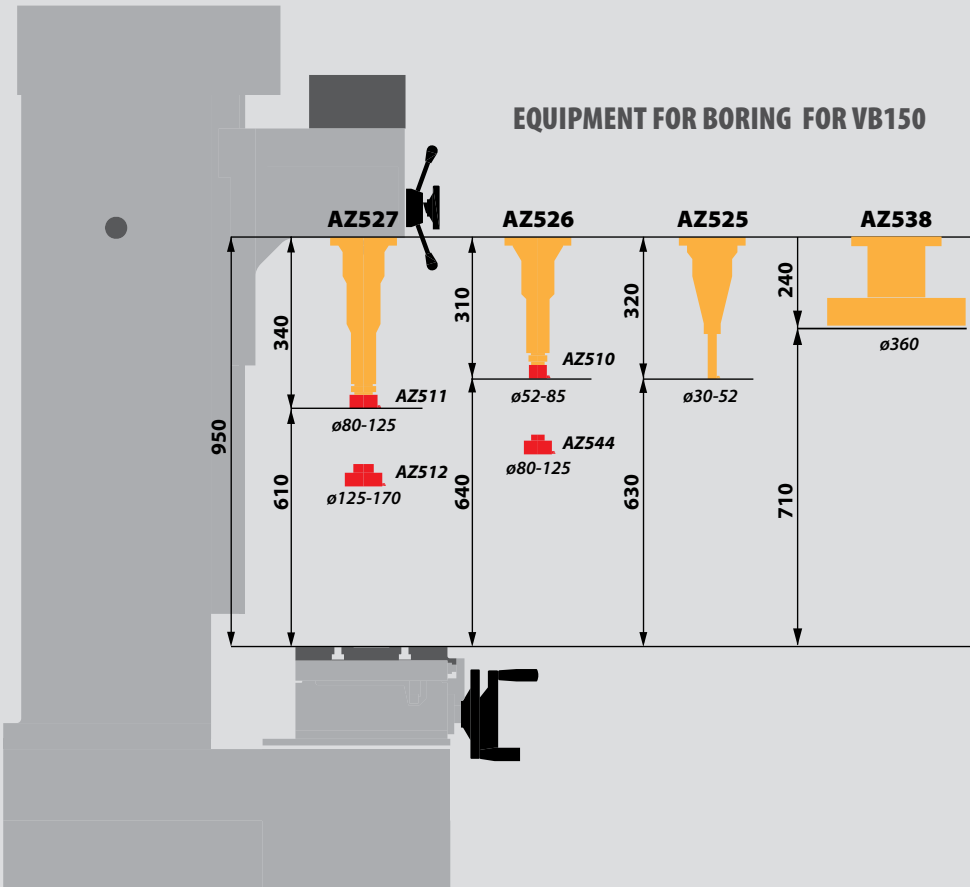 EQUIPMENT FOR BORING FOR VB150
AZ527 AZ526 AZ525 AZ538
950
340
310
320
240
AZ511
ø80-125
AZ510
ø52-85
ø30-52
ø360
AZ512
ø125-170
AZ544
ø80-125
610
640
630
710